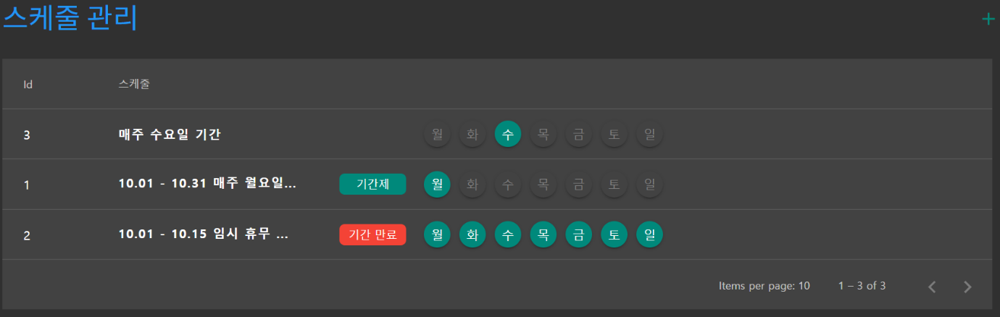 스케줄 관리 +
Id 스케줄
3 매주 수요일 기간 월 화 수 목 금 토 일
1 10.01 - 10.31 매주 월요일... 기간제 월 화 수 목 금 토 일
2 10.01 - 10.15 임시 휴무 ... 기간 만료 월 화 수 목 금 토 일
Items per page: 10 1 – 3 of 3